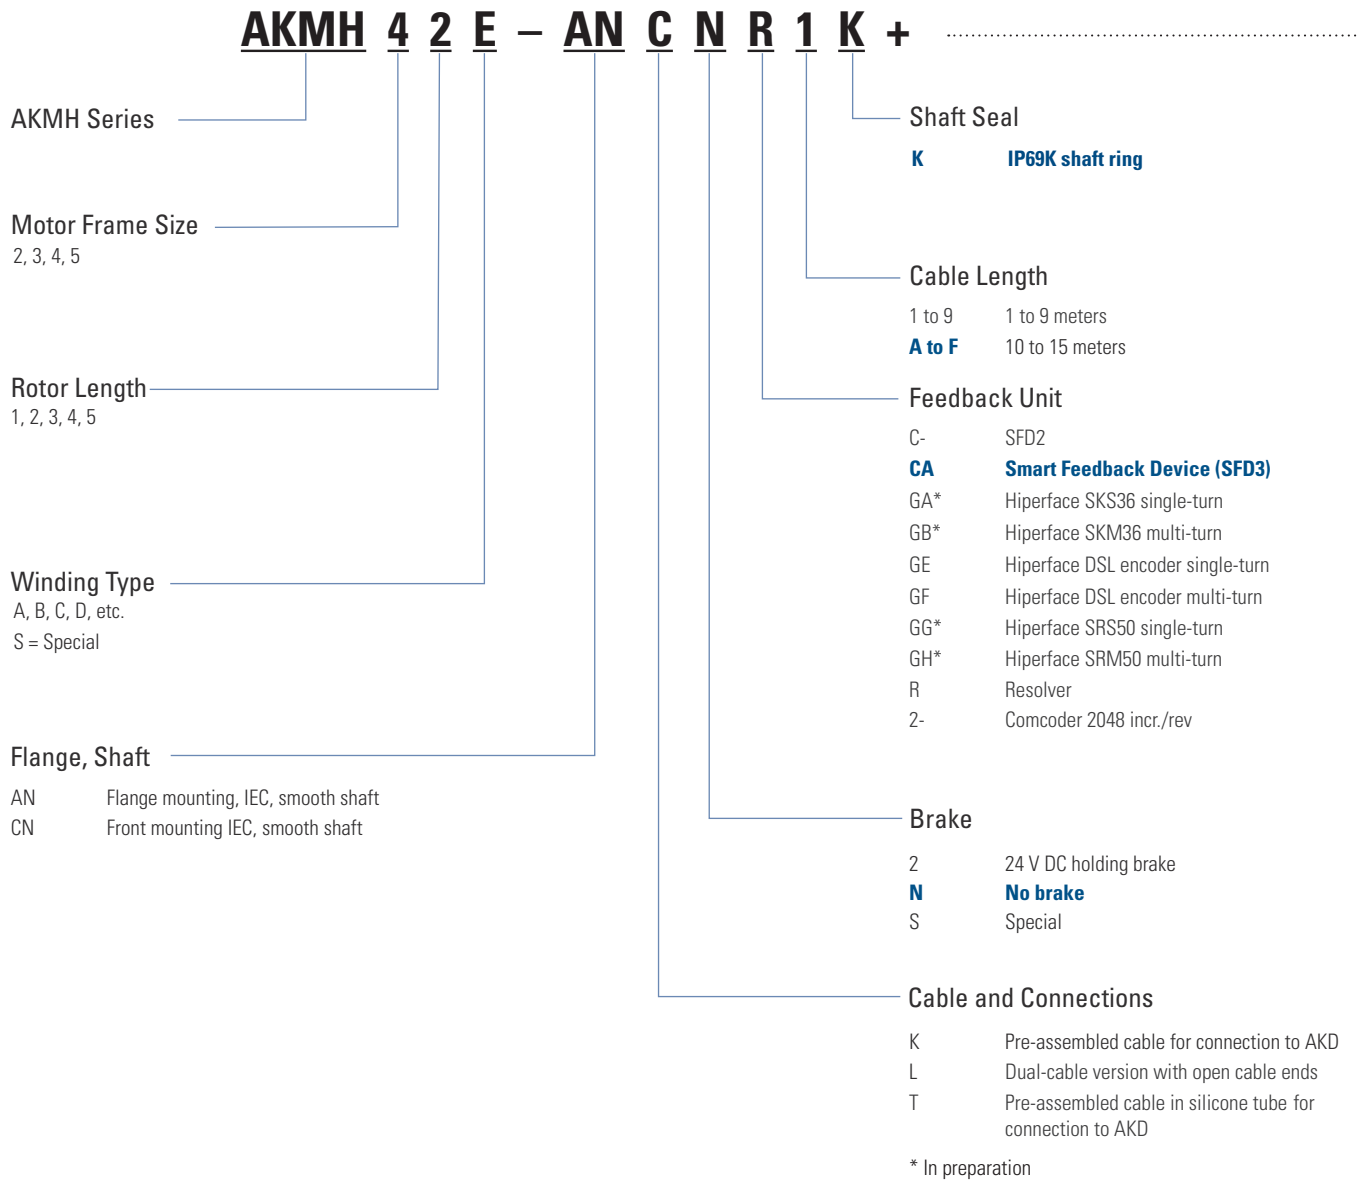 AKMH 4 2 E – AN C N R 1 K +
AKMH Series
Motor Frame Size
2, 3, 4, 5
Rotor Length
1, 2, 3, 4, 5
Winding Type
A, B, C, D, etc.
S = Special
Flange, Shaft
AN Flange mounting, IEC, smooth shaft
CN Front mounting IEC, smooth shaft
Shaft Seal
K IP69K shaft ring
Cable Length
1 to 9 1 to 9 meters
A to F 10 to 15 meters
Feedback Unit
C- SFD2
CA Smart Feedback Device (SFD3)
GA* Hiperface SKS36 single-turn
GB* Hiperface SKM36 multi-turn
GE Hiperface DSL encoder single-turn
GF Hiperface DSL encoder multi-turn
GG* Hiperface SRS50 single-turn
GH* Hiperface SRM50 multi-turn
R Resolver
2- Comcoder 2048 incr./rev
Brake
2 24 V DC holding brake
N No brake
S Special
Cable and Connections
K Pre-assembled cable for connection to AKD
L Dual-cable version with open cable ends
T Pre-assembled cable in silicone tube for
connection to AKD
* In preparation